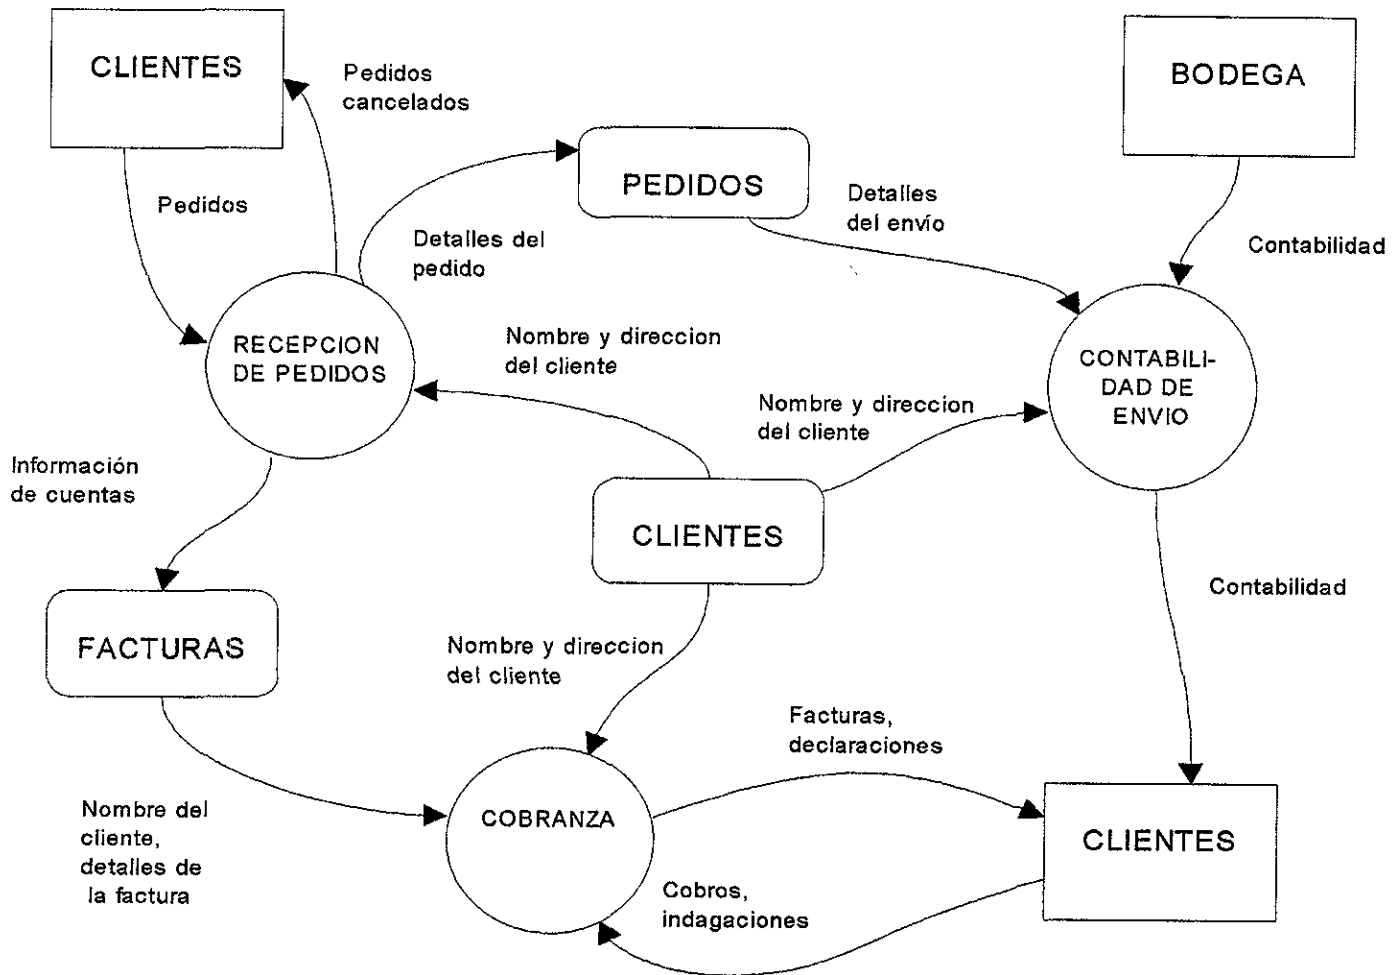 CLIENTES
Pedidos
cancelados
BODEGA
PEDIDOS
Detalles
del envío
Pedidos
Detalles del
pedido
Contabilidad
RECEPCION
DE PEDIDOS
Nombre y direccion
del cliente
CONTABILI-
DAD DE
ENVIO
Nombre y direccion
del cliente
Información
de cuentas
CLIENTES
Contabilidad
FACTURAS
Nombre y direccion
del cliente
Facturas,
declaraciones
Nombre del
cliente,
detalles de
la factura
COBRANZA
CLIENTES
Cobros,
indagaciones